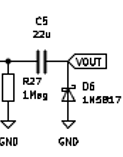 C5
22u
VOUT
R27
1Meg
D6
1N5817
GND
GND